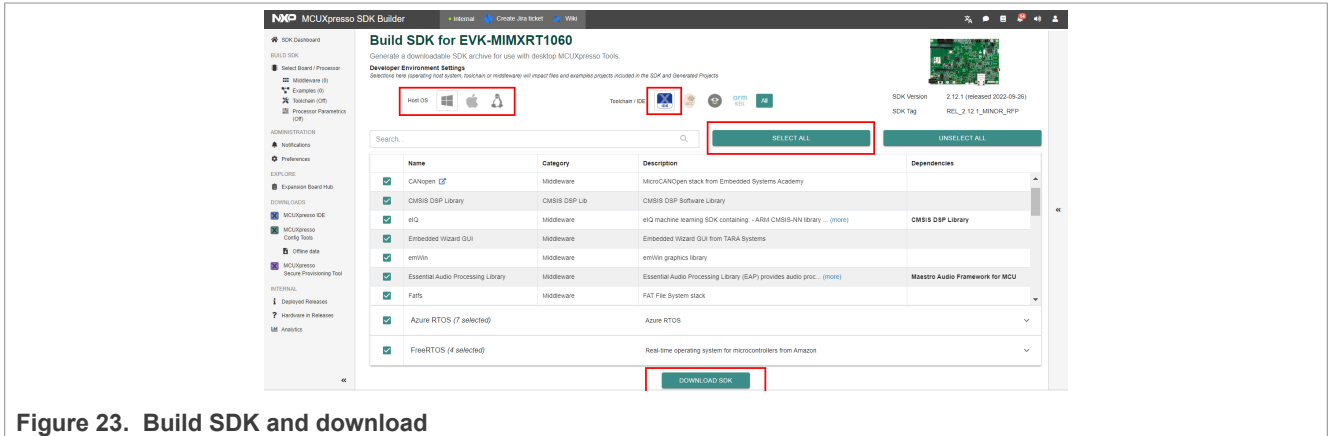 NXP MCUXpresso SDK Builder
Internal Create Jira ticket Wiki
SDK Dashboard
BUILD SDK
Select Board / Processor
Middleware (8)
Examples (0)
Toolchain (Off)
Processor Parametrics
(Off)
ADMINISTRATION
Notifications
Preferences
EXPLORE
Expansion Board Hub
DOWNLOADS
MCUXpresso IDE
MCUXpresso
Config Tools
Offline data
MCUXpresso
Secure Provisioning Tool
INTERNAL
Deployed Releases
Hardware in Releases
Analytics
«
Build SDK for EVK-MIMXRT1060
Generate a downloadable SDK archive for use with desktop MCUXpresso Tools.
Developer Environment Settings
Selections here (operating host system, toolchain or middleware) will impact files and examples projects included in the SDK and Generated Projects
Host OS
Toolchain / IDE IDE arm KEIL All
SDK Version 2.12.1 (released 2022-09-26)
SDK Tag REL_2.12.1_MINOR_RFP
Search...
SELECT ALL
UNSELECT ALL
Name Category Description Dependencies
CANopen Middleware MicroCANOpen stack from Embedded Systems Academy
CMSIS DSP Library CMSIS DSP Lib CMSIS DSP Software Library
eIQ Middleware eIQ machine learning SDK containing: - ARM CMSIS-NN library ... (more) CMSIS DSP Library
Embedded Wizard GUI Middleware Embedded Wizard GUI from TARA Systems
emWin Middleware emWin graphics library
Essential Audio Processing Library Middleware Essential Audio Processing Library (EAP) provides audio proc... (more) Maestro Audio Framework for MCU
Fatfs Middleware FAT File System stack
Azure RTOS (7 selected) Azure RTOS
FreeRTOS (4 selected) Real-time operating system for microcontrollers from Amazon
DOWNLOAD SDK
«
Figure 23. Build SDK and download